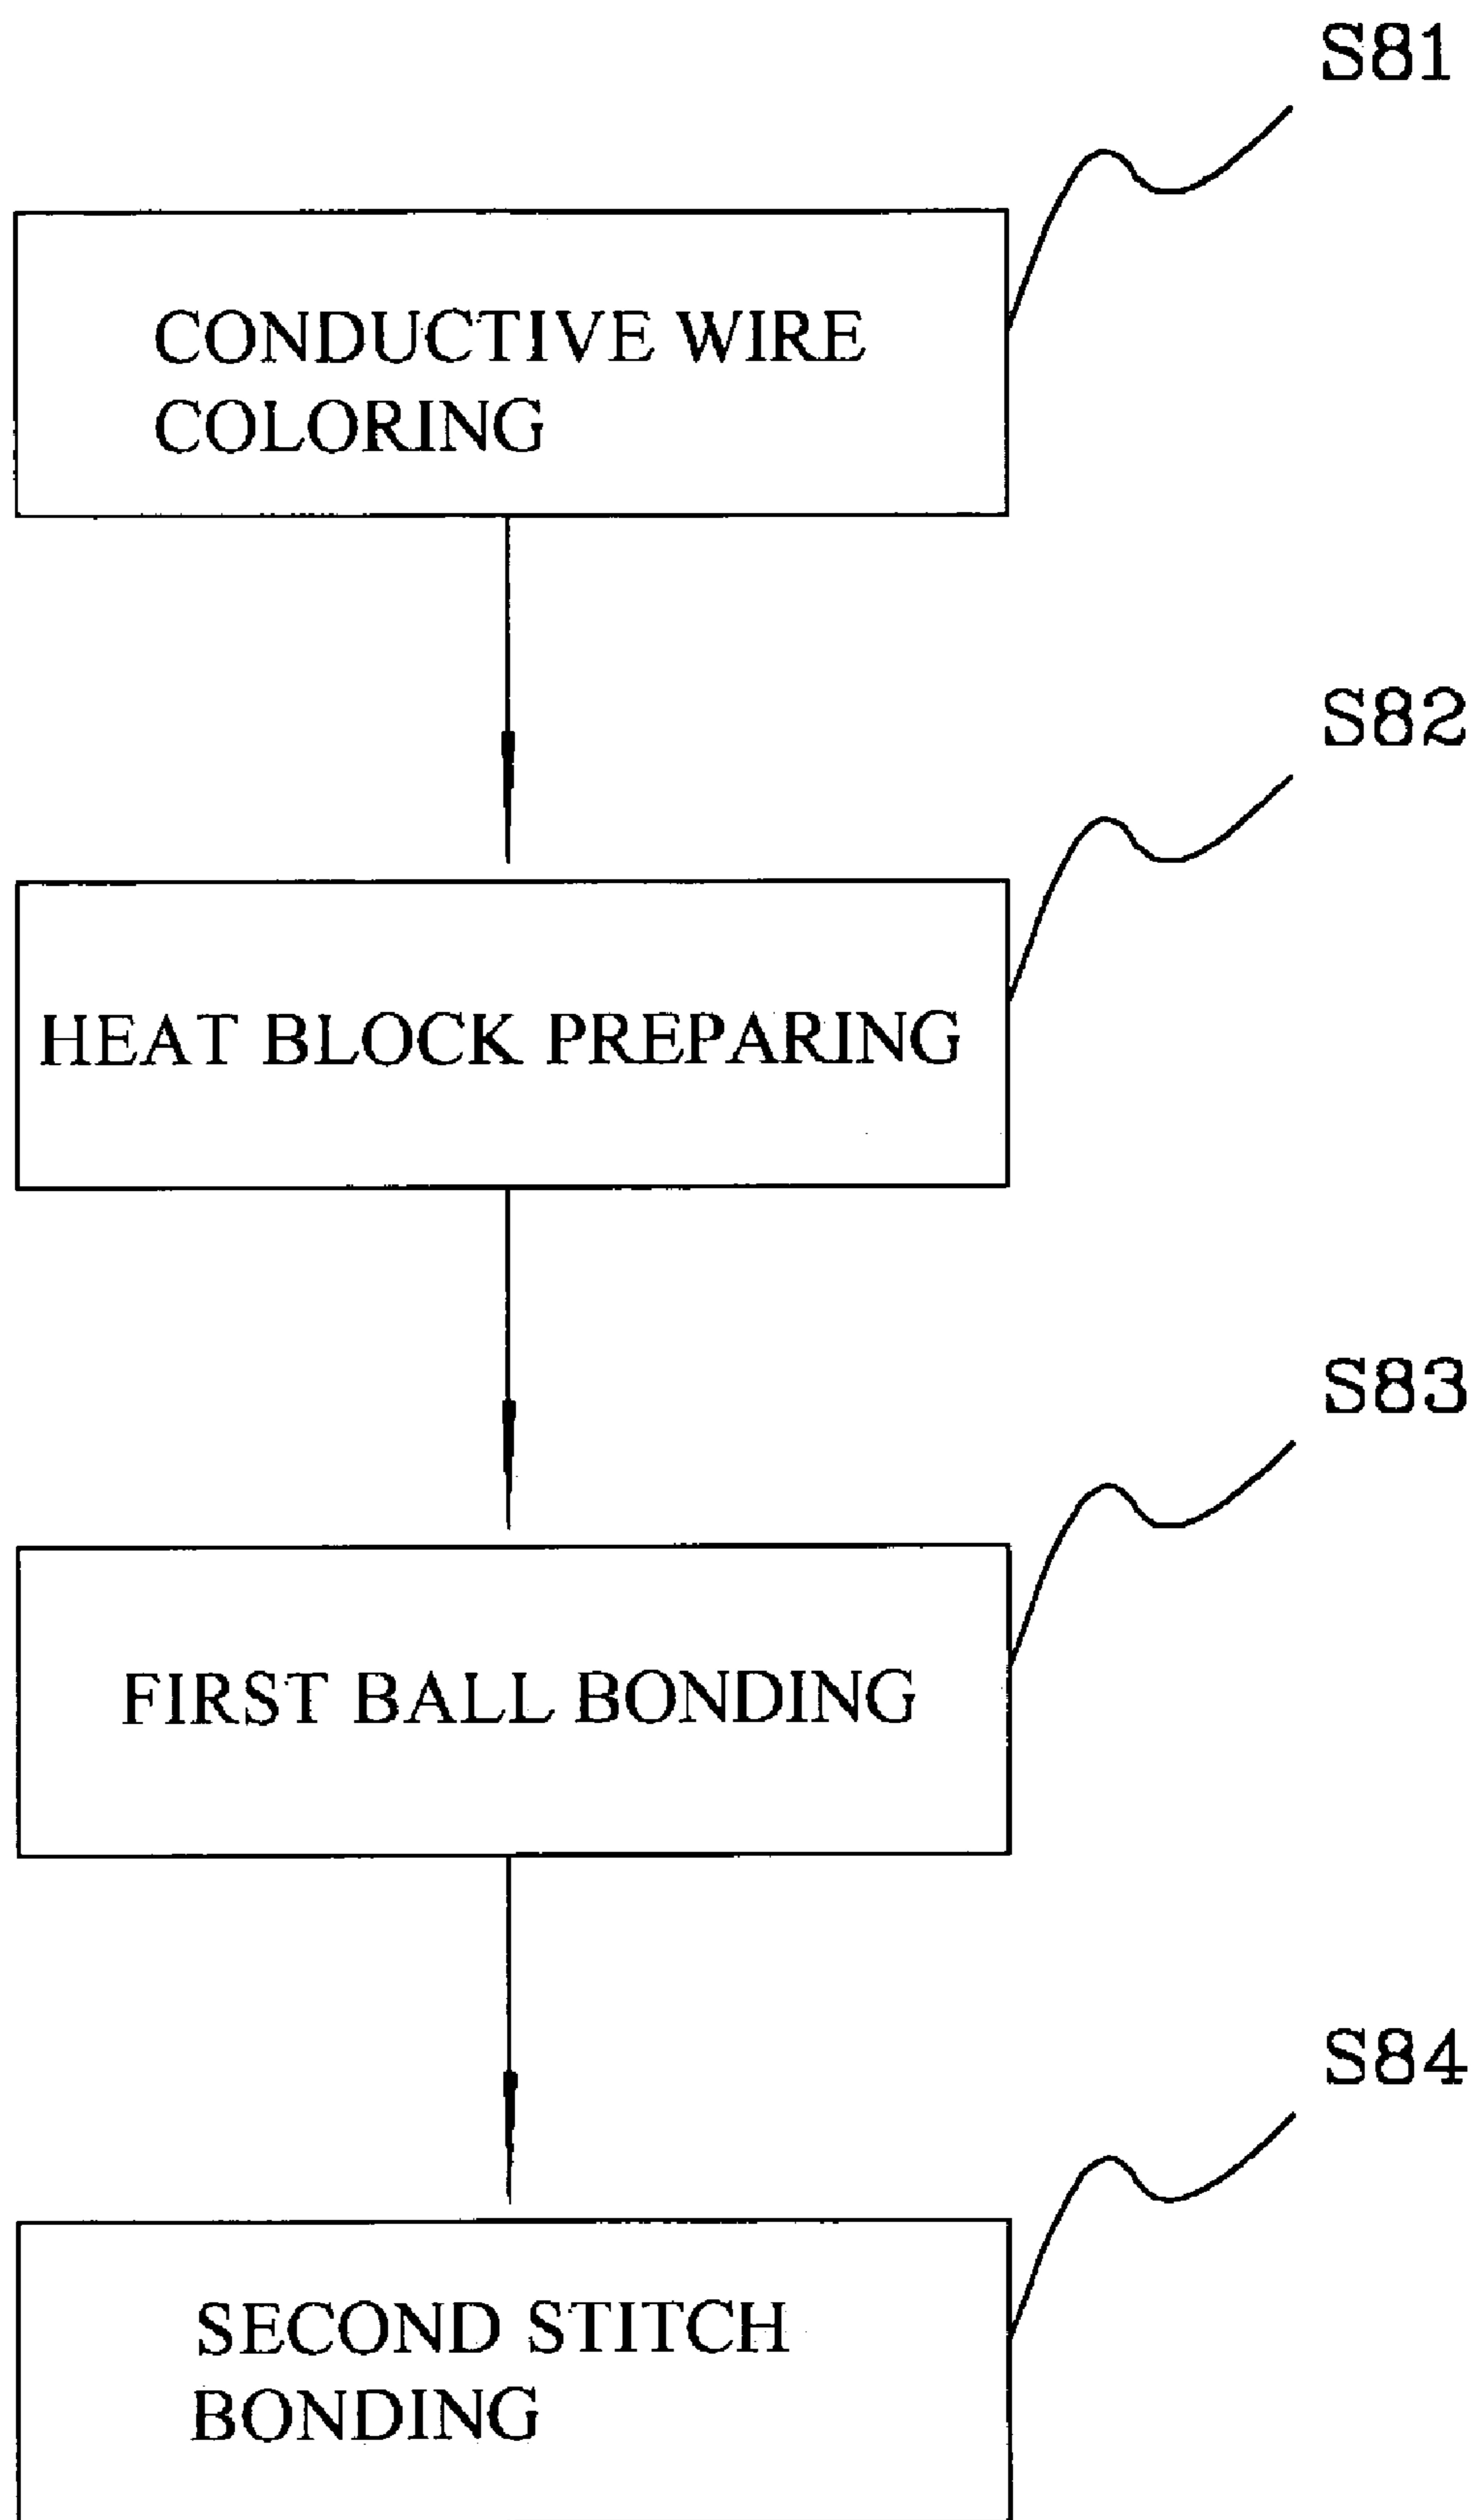 S81
CONDUCTIVE WIRE
COLORING
S82
HEAT BLOCK PREPARING
S83
FIRST BALL BONDING
S84
SECOND STITCH
BONDING